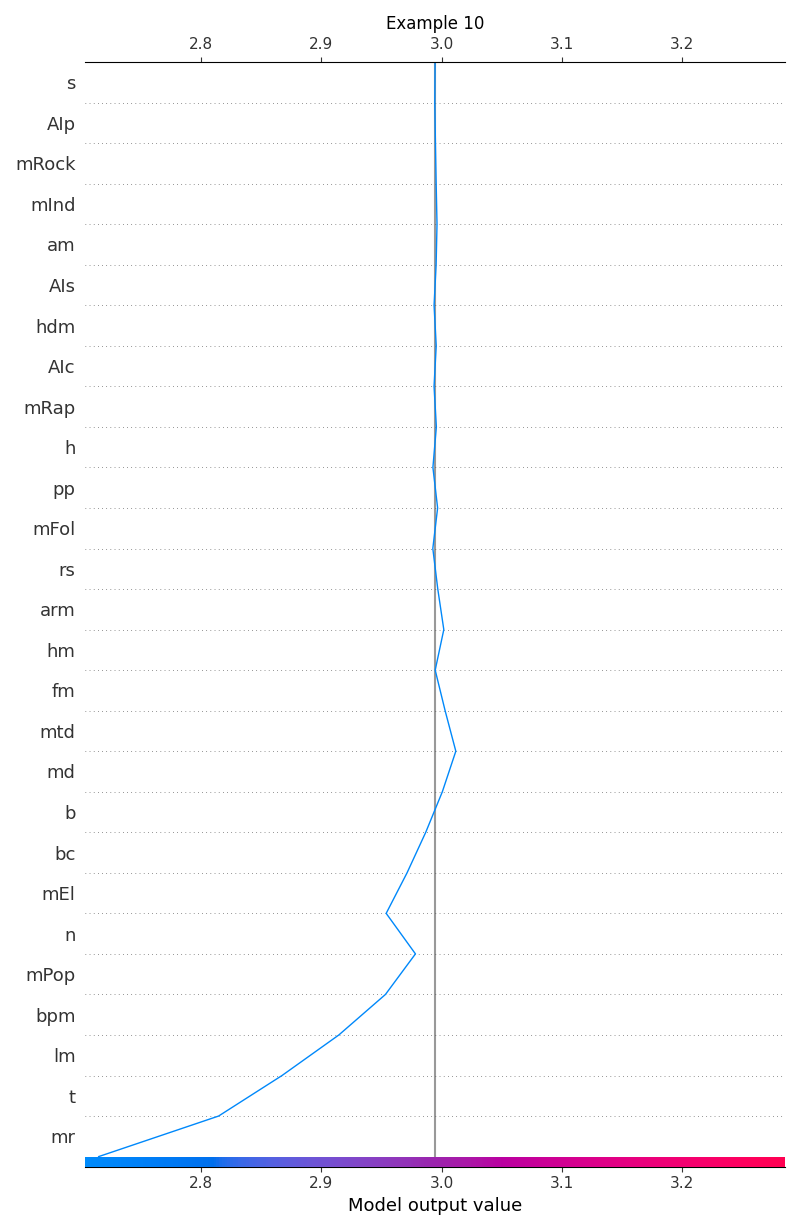 Example 10
2.8 2.9 3.0 3.1 3.2
s
AIp
mRock
mInd
am
AIs
hdm
AIc
mRap
h
pp
mFol
rs
arm
hm
fm
mtd
md
b
bc
mEl
n
mPop
bpm
lm
t
mr
2.8 2.9 3.0 3.1 3.2
Model output value